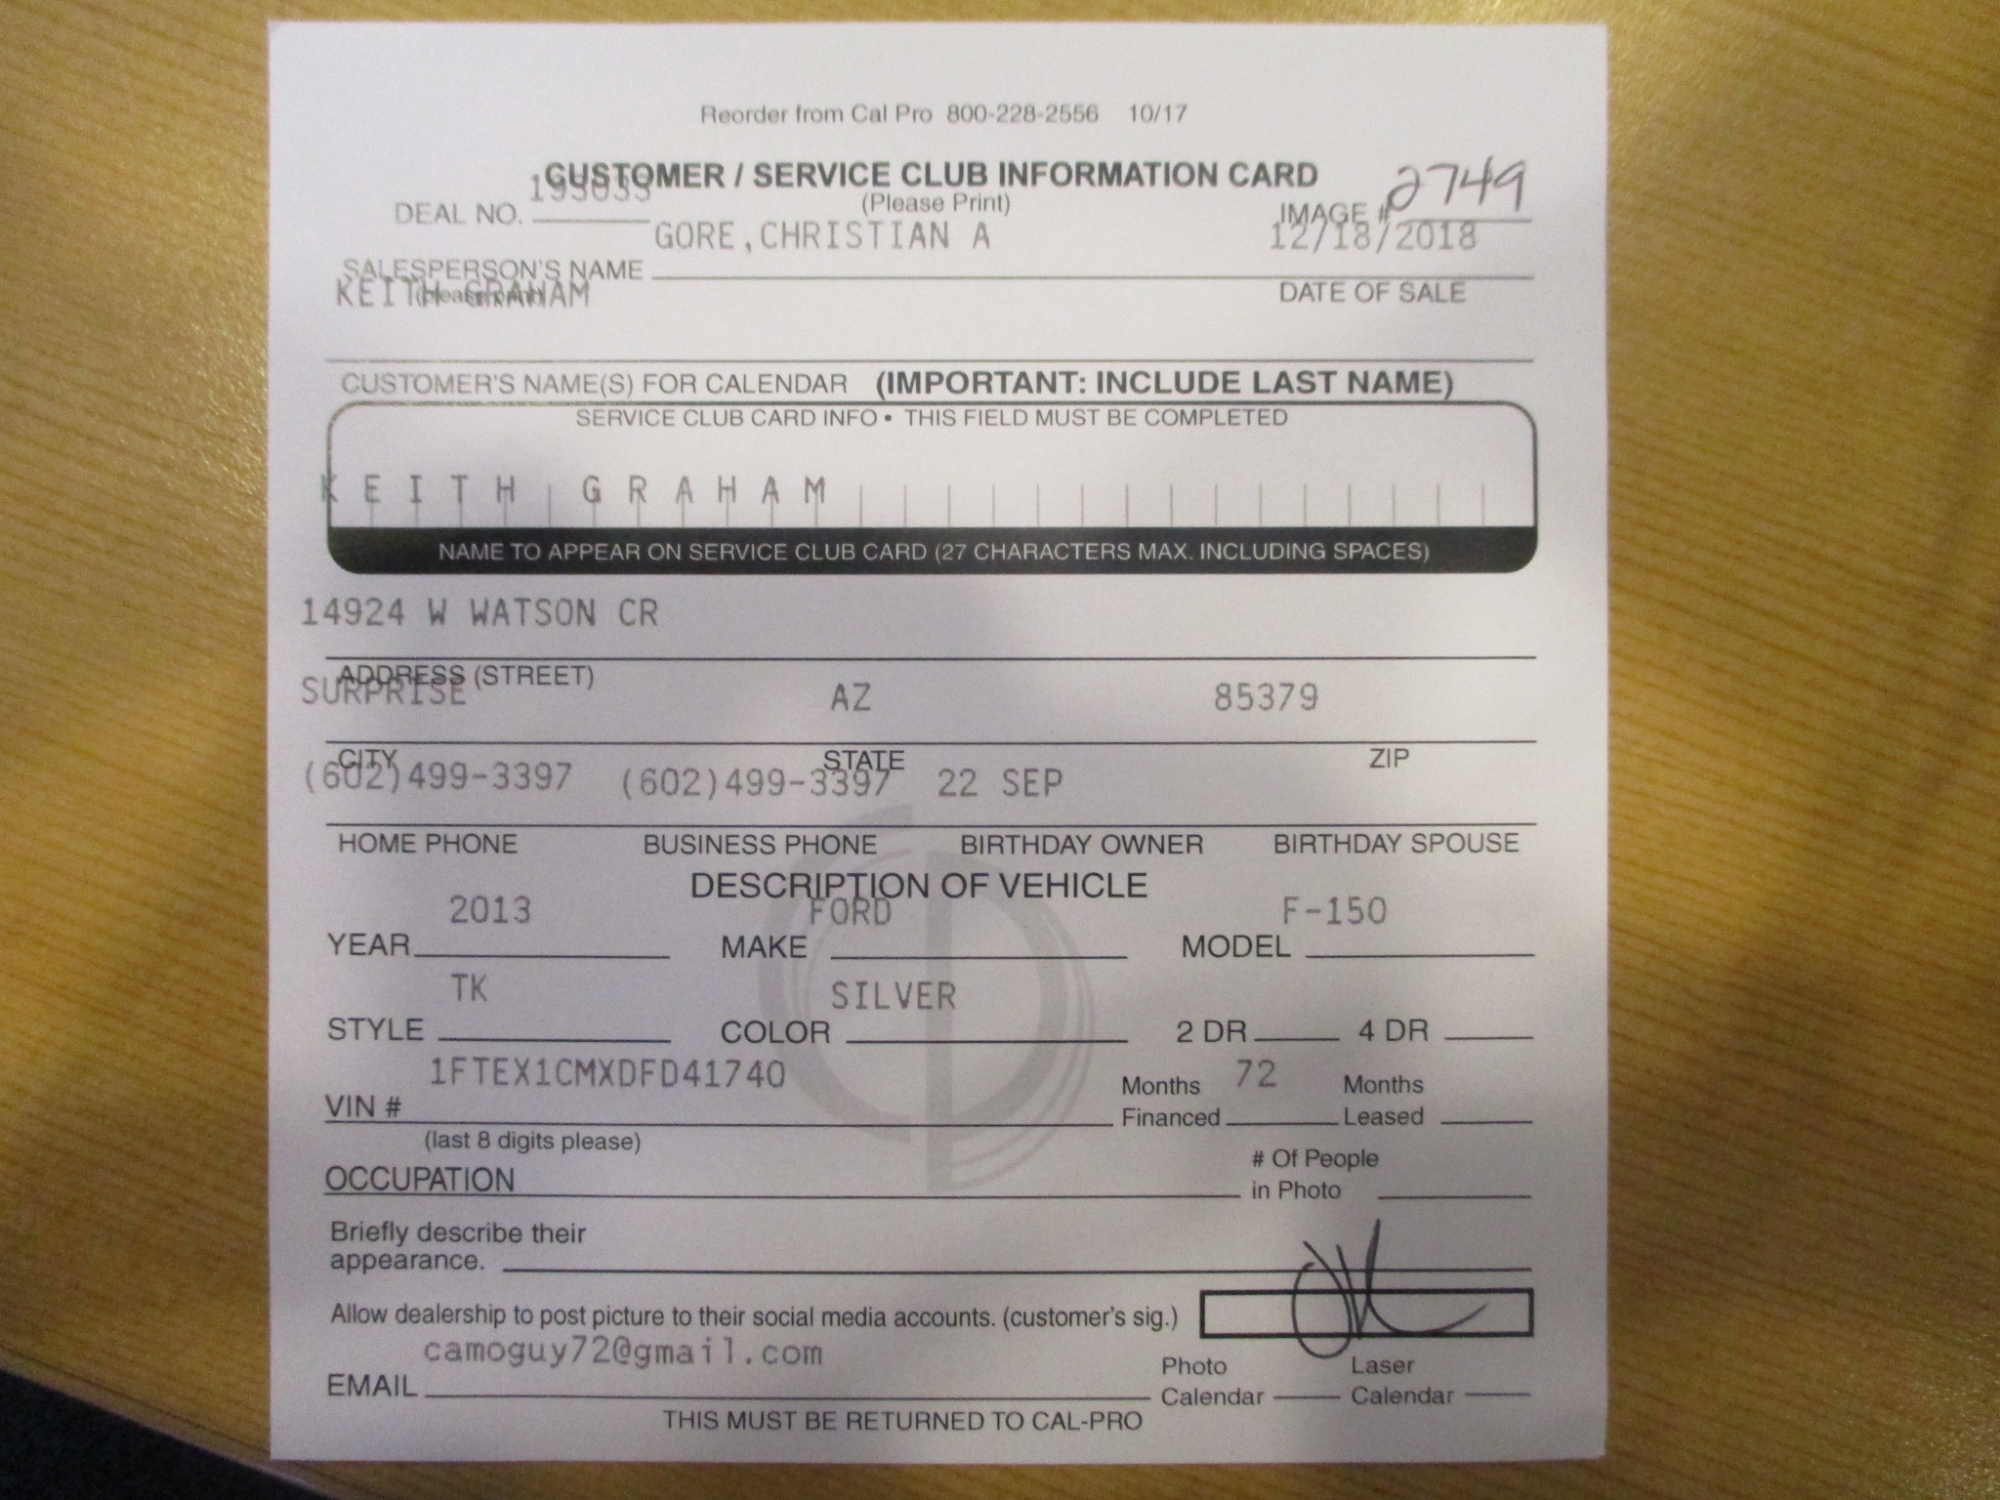 Reorder from Cal Pro 800-228-2556 10/17
CUSTOMER / SERVICE CLUB INFORMATION CARD
(Please Print)
DEAL NO. IMAGE # 2749
GORE,CHRISTIAN A 12/18/2018
SALESPERSON'S NAME
(please print) DATE OF SALE
KEITH GRAHAM
CUSTOMER'S NAME(S) FOR CALENDAR (IMPORTANT: INCLUDE LAST NAME)
SERVICE CLUB CARD INFO • THIS FIELD MUST BE COMPLETED
KEITH GRAHAM
NAME TO APPEAR ON SERVICE CLUB CARD (27 CHARACTERS MAX. INCLUDING SPACES)
14924 W WATSON CR
ADDRESS (STREET)
SURPRISE AZ 85379
CITY STATE ZIP
(602)499-3397 (602)499-3397 22 SEP
HOME PHONE BUSINESS PHONE BIRTHDAY OWNER BIRTHDAY SPOUSE
DESCRIPTION OF VEHICLE
2013 FORD F-150
YEAR MAKE MODEL
TK SILVER
STYLE COLOR 2 DR 4 DR
1FTEX1CMXDFD41740 Months 72 Months
VIN # Financed Leased
(last 8 digits please)
# Of People
OCCUPATION in Photo
Briefly describe their
appearance.
Allow dealership to post picture to their social media accounts. (customer's sig.)
camoguy72@gmail.com Photo Laser
EMAIL Calendar Calendar
THIS MUST BE RETURNED TO CAL-PRO